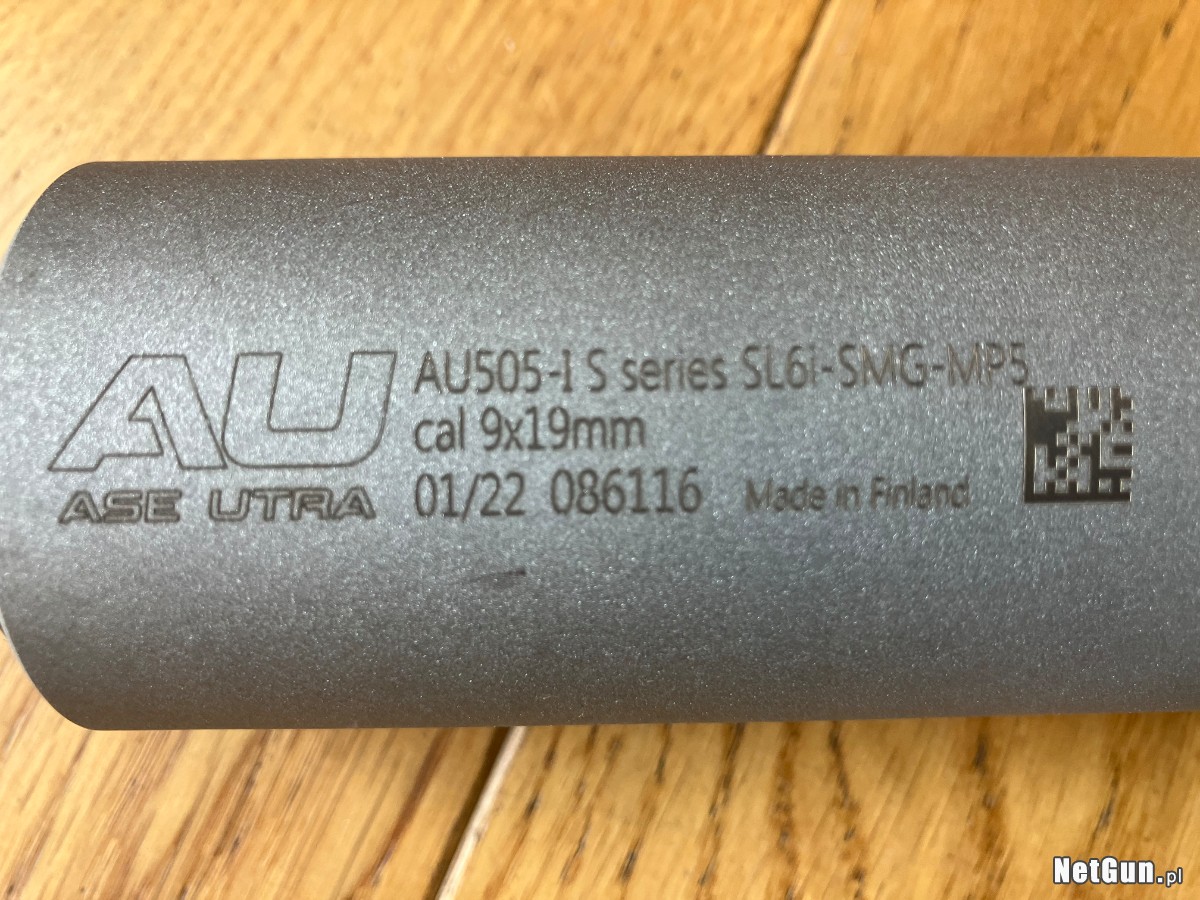 AU
ASE UTRA
AU505-I S series SL6i-SMG-MP5
cal 9x19mm
01/22 086116 Made in Finland
NetGun.pl